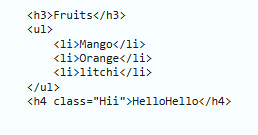 <h3>Fruits</h3>
<ul>
    <li>Mango</li>
    <li>Orange</li>
    <li>litchi</li>
</ul>
<h4 class="Hii">HelloHello</h4>